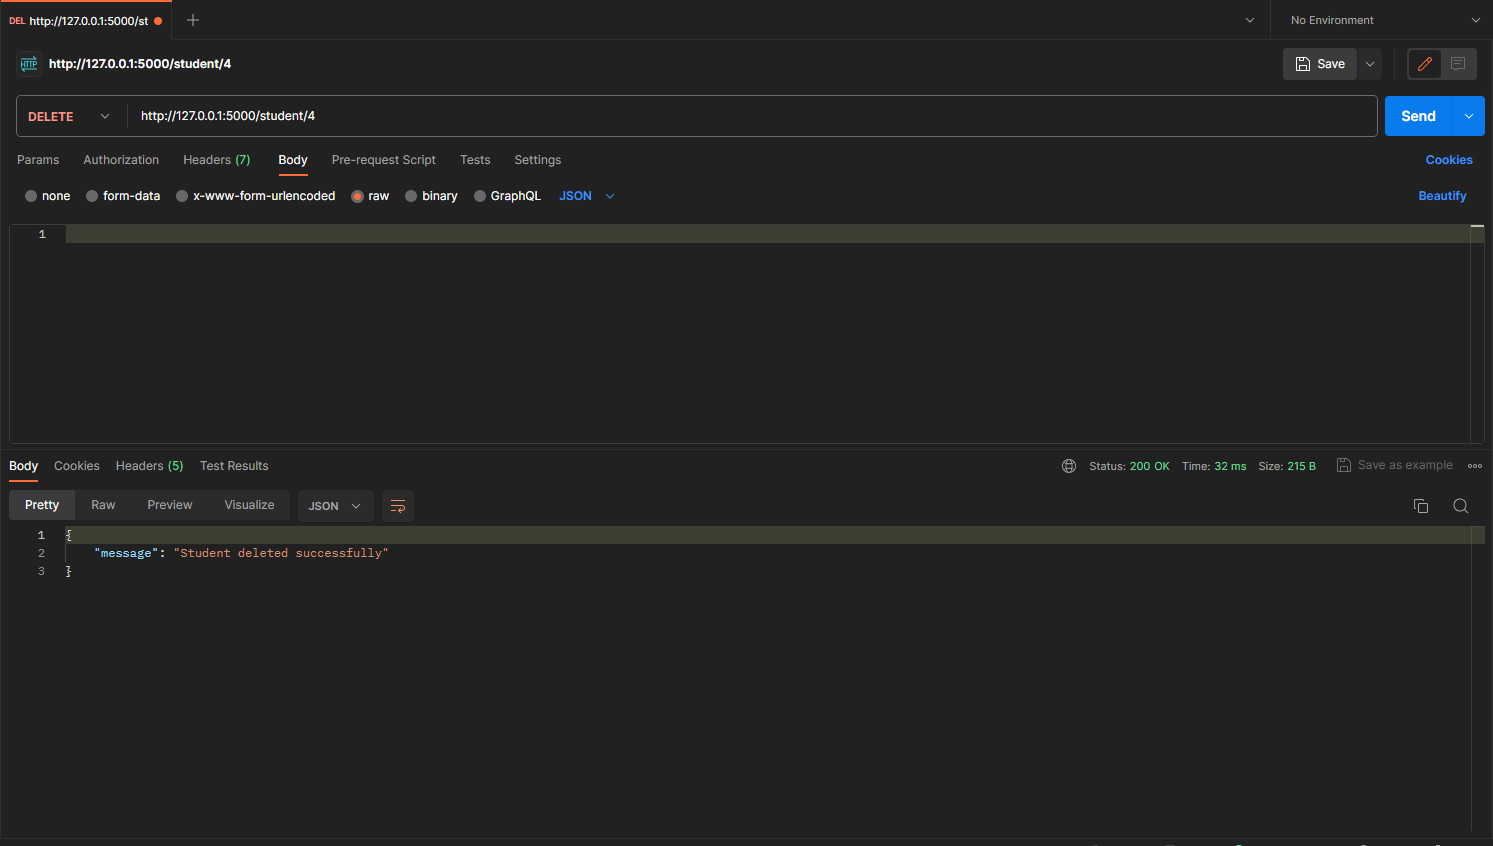 DEL http://127.0.0.1:5000/st
No Environment
HTTP http://127.0.0.1:5000/student/4
Save
DELETE http://127.0.0.1:5000/student/4
Send
Params Authorization Headers (7) Body Pre-request Script Tests Settings Cookies
none form-data x-www-form-urlencoded raw binary GraphQL JSON Beautify
1
Body Cookies Headers (5) Test Results Status: 200 OK Time: 32 ms Size: 215 B Save as example
Pretty Raw Preview Visualize JSON
1 {
2 "message": "Student deleted successfully"
3 }